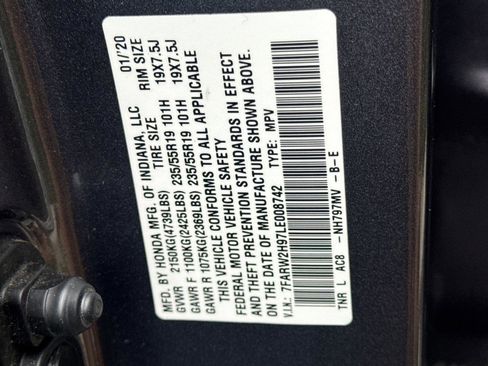 MFD. BY HONDA MFG. OF INDIANA, LLC 01/'20
GVWR 2150KG(4739LBS) TIRE SIZE RIM SIZE
GAWR F 1100KG(2425LBS) 235/55R19 101H 19X7.5J
GAWR R 1075KG(2369LBS) 235/55R19 101H 19X7.5J
THIS VEHICLE CONFORMS TO ALL APPLICABLE
FEDERAL MOTOR VEHICLE SAFETY
AND THEFT PREVENTION STANDARDS IN EFFECT
ON THE DATE OF MANUFACTURE SHOWN ABOVE.
V.I.N.: 7FARW2H97LE008742 TYPE: MPV
TNR L AC8 - NH797MV - B - E